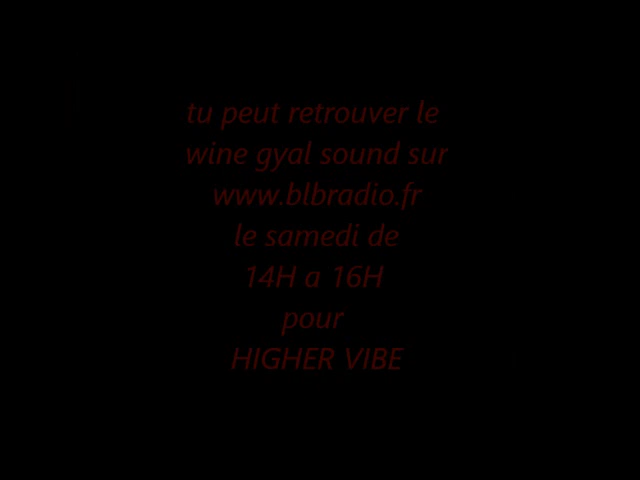 tu peut retrouver le
wine gyal sound sur
www.blbradio.fr
le samedi de
14H a 16H
pour
HIGHER VIBE